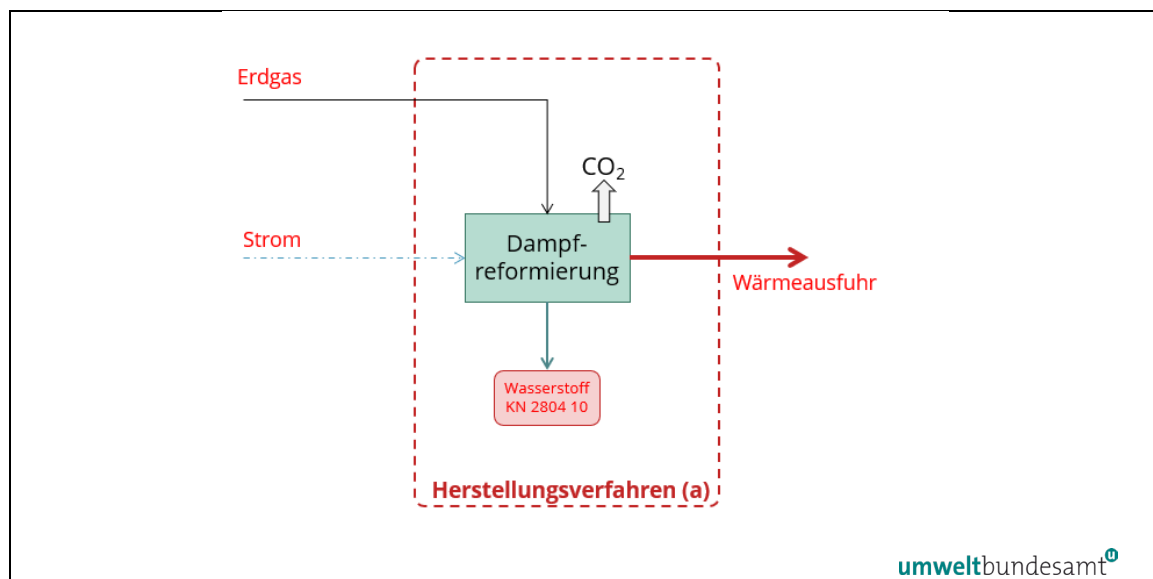 Erdgas
CO₂
Strom
Dampf-
reformierung
Wärmeausfuhr
Wasserstoff
KN 2804 10
Herstellungsverfahren (a)
umweltbundesamt u